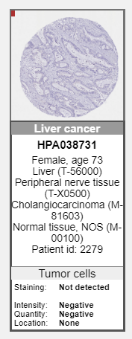 Liver cancer
HPA038731
Female, age 73
Liver (T-56000)
Peripheral nerve tissue
(T-X0500)
Cholangiocarcinoma (M-
81603)
Normal tissue, NOS (M-
00100)
Patient id: 2279
Tumor cells
Staining: Not detected
Intensity: Negative
Quantity: Negative
Location: None